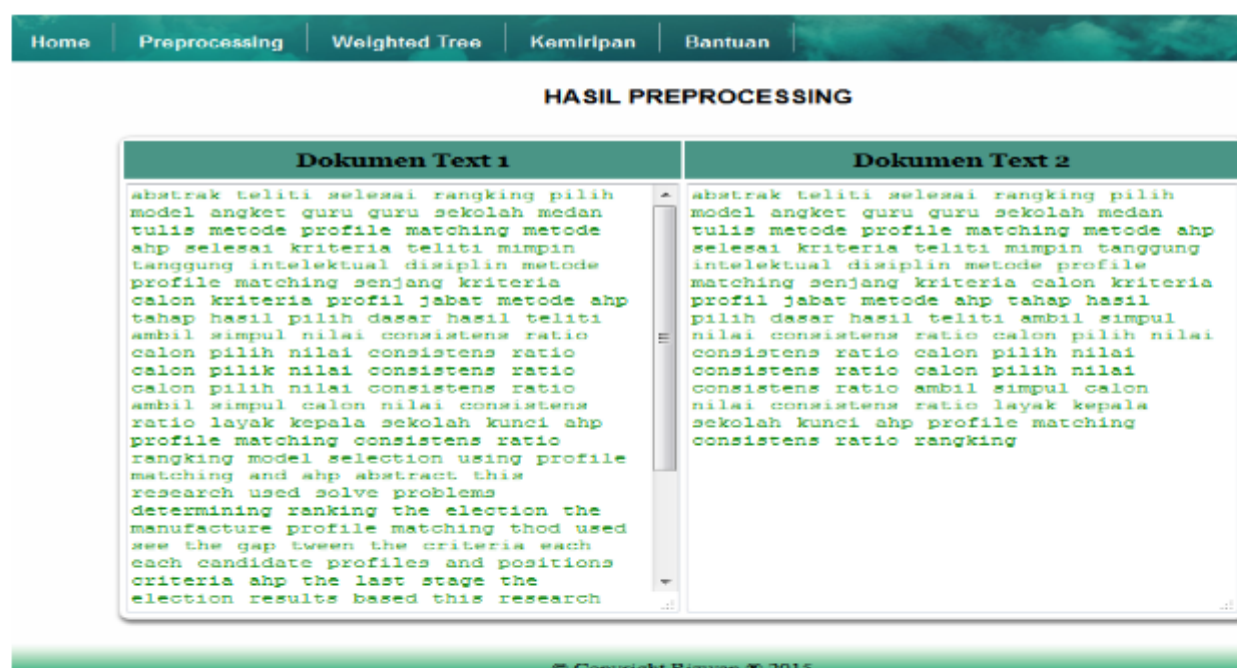 Home Preprocessing Weighted Tree Kemiripan Bantuan
HASIL PREPROCESSING
Dokumen Text 1
abstrak teliti selesai rangking pilih
model angket guru guru sekolah medan
tulis metode profile matching metode
ahp selesai kriteria teliti mimpin
tanggung intelektual disiplin metode
profile matching senjang kriteria
calon kriteria profil jabat metode ahp
tahap hasil pilih dasar hasil teliti
ambil simpul nilai consistens ratio
calon pilih nilai consistens ratio
calon pilik nilai consistens ratio
calon pilih nilai consistens ratio
ambil simpul calon nilai consistens
ratio layak kepala sekolah kunci ahp
profile matching consistens ratio
rangking model selection using profile
matching and ahp abstract this
research used solve problems
determining ranking the election the
manufacture profile matching thod used
see the gap tween the criteria each
each candidate profiles and positions
criteria ahp the last stage the
election results based this research
Dokumen Text 2
abstrak teliti selesai rangking pilih
model angket guru guru sekolah medan
tulis metode profile matching metode ahp
selesai kriteria teliti mimpin tanggung
intelektual disiplin metode profile
matching senjang kriteria calon kriteria
profil jabat metode ahp tahap hasil
pilih dasar hasil teliti ambil simpul
nilai consistens ratio calon pilih nilai
consistens ratio calon pilih nilai
consistens ratio calon pilih nilai
consistens ratio ambil simpul calon
nilai consistens ratio layak kepala
sekolah kunci ahp profile matching
consistens ratio rangking